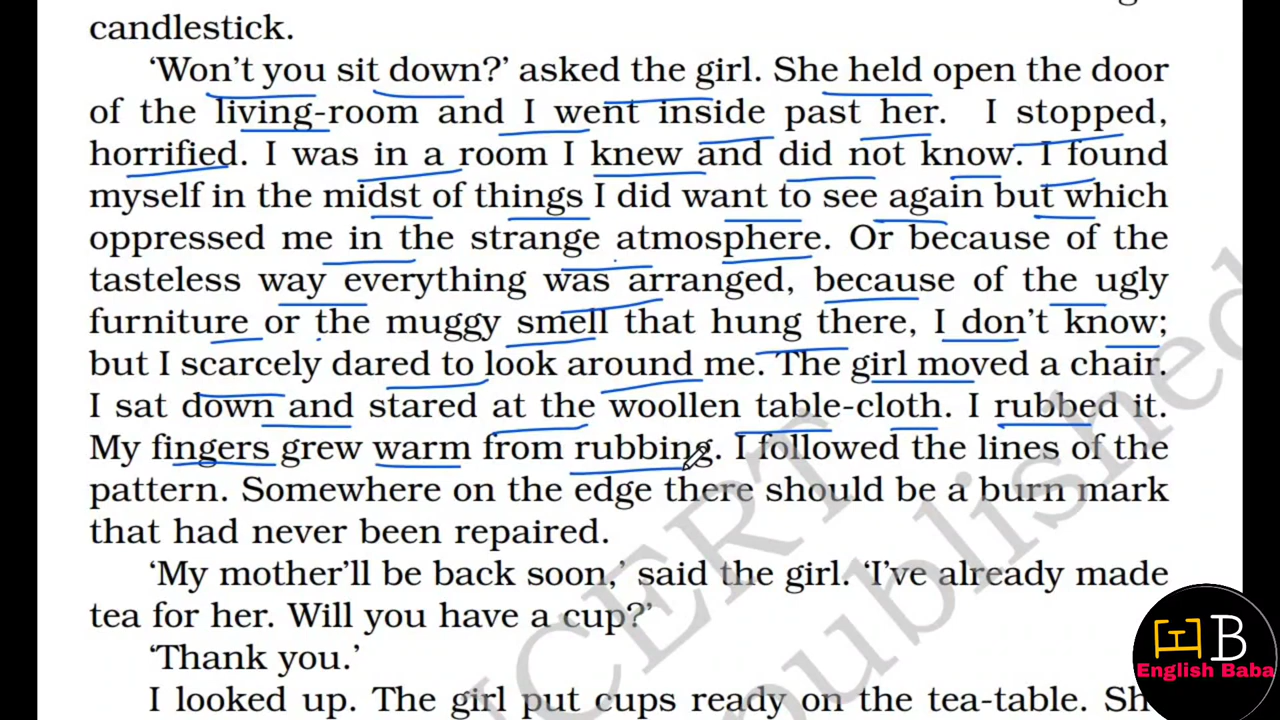 candlestick.
‘Won’t you sit down?’ asked the girl. She held open the door
of the living-room and I went inside past her. I stopped,
horrified. I was in a room I knew and did not know. I found
myself in the midst of things I did want to see again but which
oppressed me in the strange atmosphere. Or because of the
tasteless way everything was arranged, because of the ugly
furniture or the muggy smell that hung there, I don’t know;
but I scarcely dared to look around me. The girl moved a chair.
I sat down and stared at the woollen table-cloth. I rubbed it.
My fingers grew warm from rubbing. I followed the lines of the
pattern. Somewhere on the edge there should be a burn mark
that had never been repaired.
‘My mother’ll be back soon,’ said the girl. ‘I’ve already made
tea for her. Will you have a cup?’
‘Thank you.’
I looked up. The girl put cups ready on the tea-table. Sh
NCERT
published
EB
English Baba